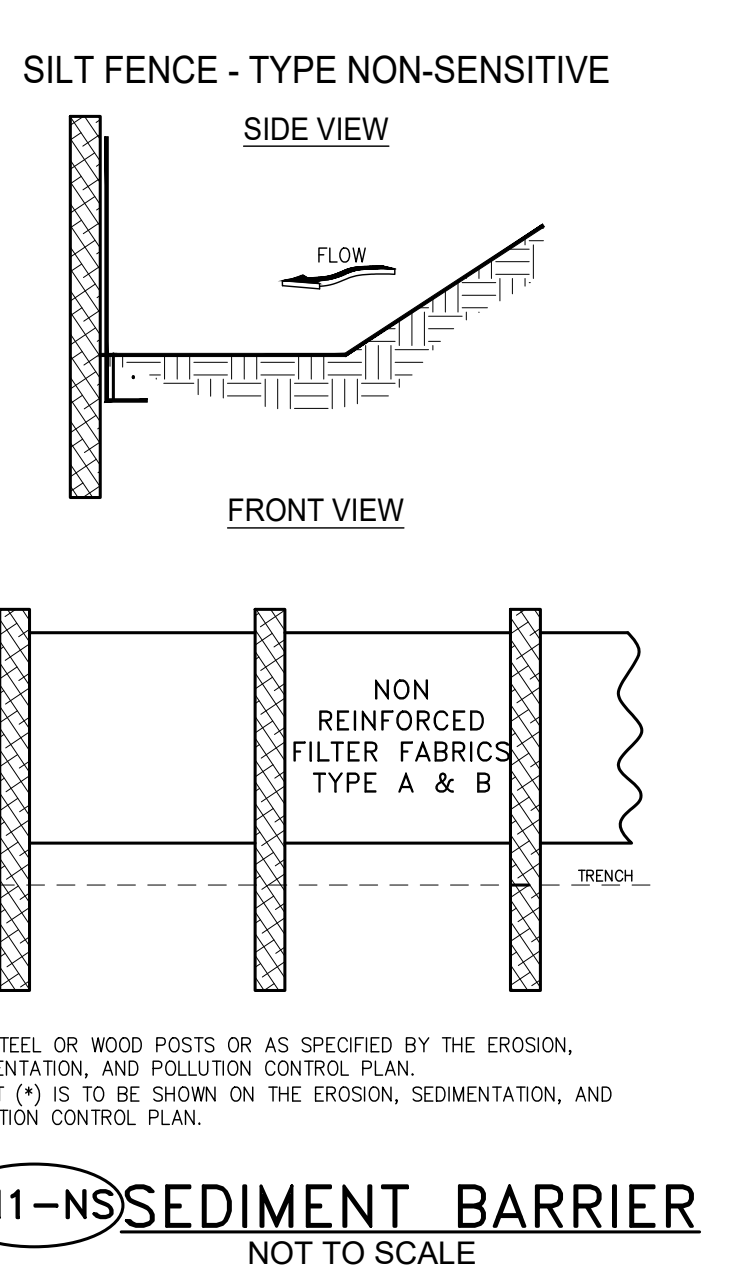 SILT FENCE - TYPE NON-SENSITIVE
SIDE VIEW
FLOW
FRONT VIEW
NON
REINFORCED
FILTER FABRICS
TYPE A & B
TRENCH
TEEL OR WOOD POSTS OR AS SPECIFIED BY THE EROSION,
ENTATION, AND POLLUTION CONTROL PLAN.
T (*) IS TO BE SHOWN ON THE EROSION, SEDIMENTATION, AND
TION CONTROL PLAN.
1-NS SEDIMENT BARRIER
NOT TO SCALE